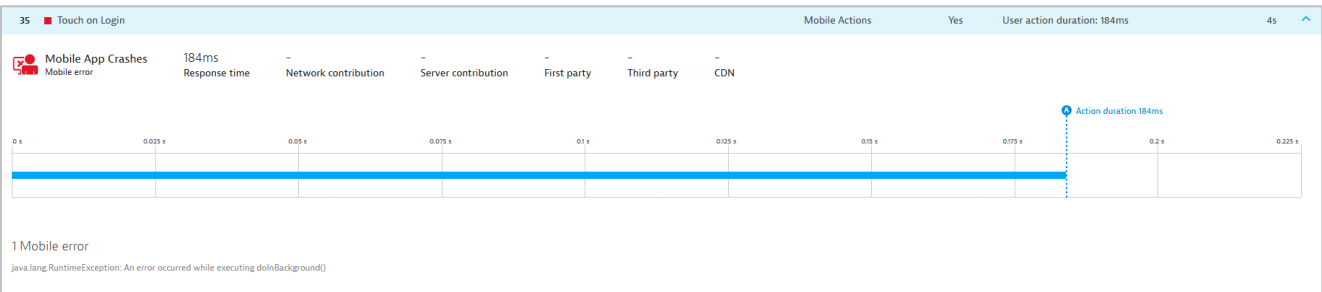 35 Touch on Login Mobile Actions Yes User action duration: 184ms 4s
Mobile App Crashes 184ms - - - - -
Mobile error Response time Network contribution Server contribution First party Third party CDN
A Action duration 184ms
0 s 0.025 s 0.05 s 0.075 s 0.1 s 0.125 s 0.15 s 0.175 s 0.2 s 0.225 s
1 Mobile error
java.lang.RuntimeException: An error occurred while executing doInBackground()